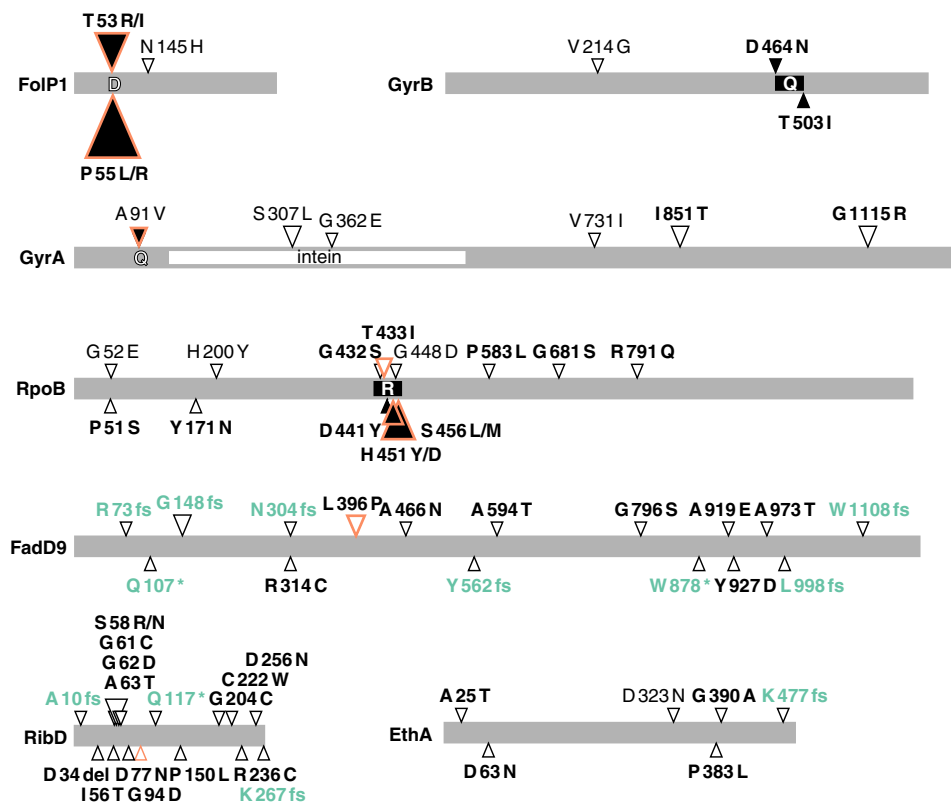 T 53 R/I
N 145 H
V 214 G
D 464 N
FolP1
D
GyrB
Q
T 503 I
P 55 L/R
A 91 V
S 307 L
G 362 E
V 731 I
I 851 T
G 1115 R
GyrA
Q
intein
T 433 I
G 52 E
H 200 Y
G 432 S
G 448 D
P 583 L
G 681 S
R 791 Q
RpoB
R
P 51 S
Y 171 N
D 441 Y
S 456 L/M
H 451 Y/D
R 73 fs
G 148 fs
N 304 fs
L 396 P
A 466 N
A 594 T
G 796 S
A 919 E
A 973 T
W 1108 fs
FadD9
Q 107 *
R 314 C
Y 562 fs
W 878 *
Y 927 D
L 998 fs
S 58 R/N
G 61 C
G 62 D
A 63 T
A 10 fs
Q 117 *
D 256 N
C 222 W
G 204 C
RibD
D 34 del
D 77 N
P 150 L
R 236 C
I 56 T
G 94 D
K 267 fs
A 25 T
D 323 N
G 390 A
K 477 fs
EthA
D 63 N
P 383 L